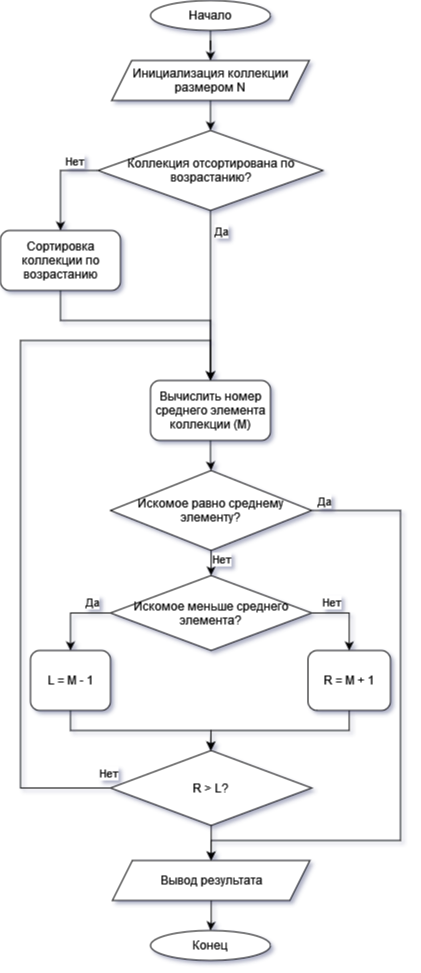 Начало
Инициализация коллекции
размером N
Коллекция отсортирована по
возрастанию?
Нет
Да
Сортировка
коллекции по
возрастанию
Вычислить номер
среднего элемента
коллекции (M)
Искомое равно среднему
элементу?
Да
Нет
Искомое меньше среднего
элемента?
Да
Нет
L = M - 1
R = M + 1
Нет
R > L?
Вывод результата
Конец